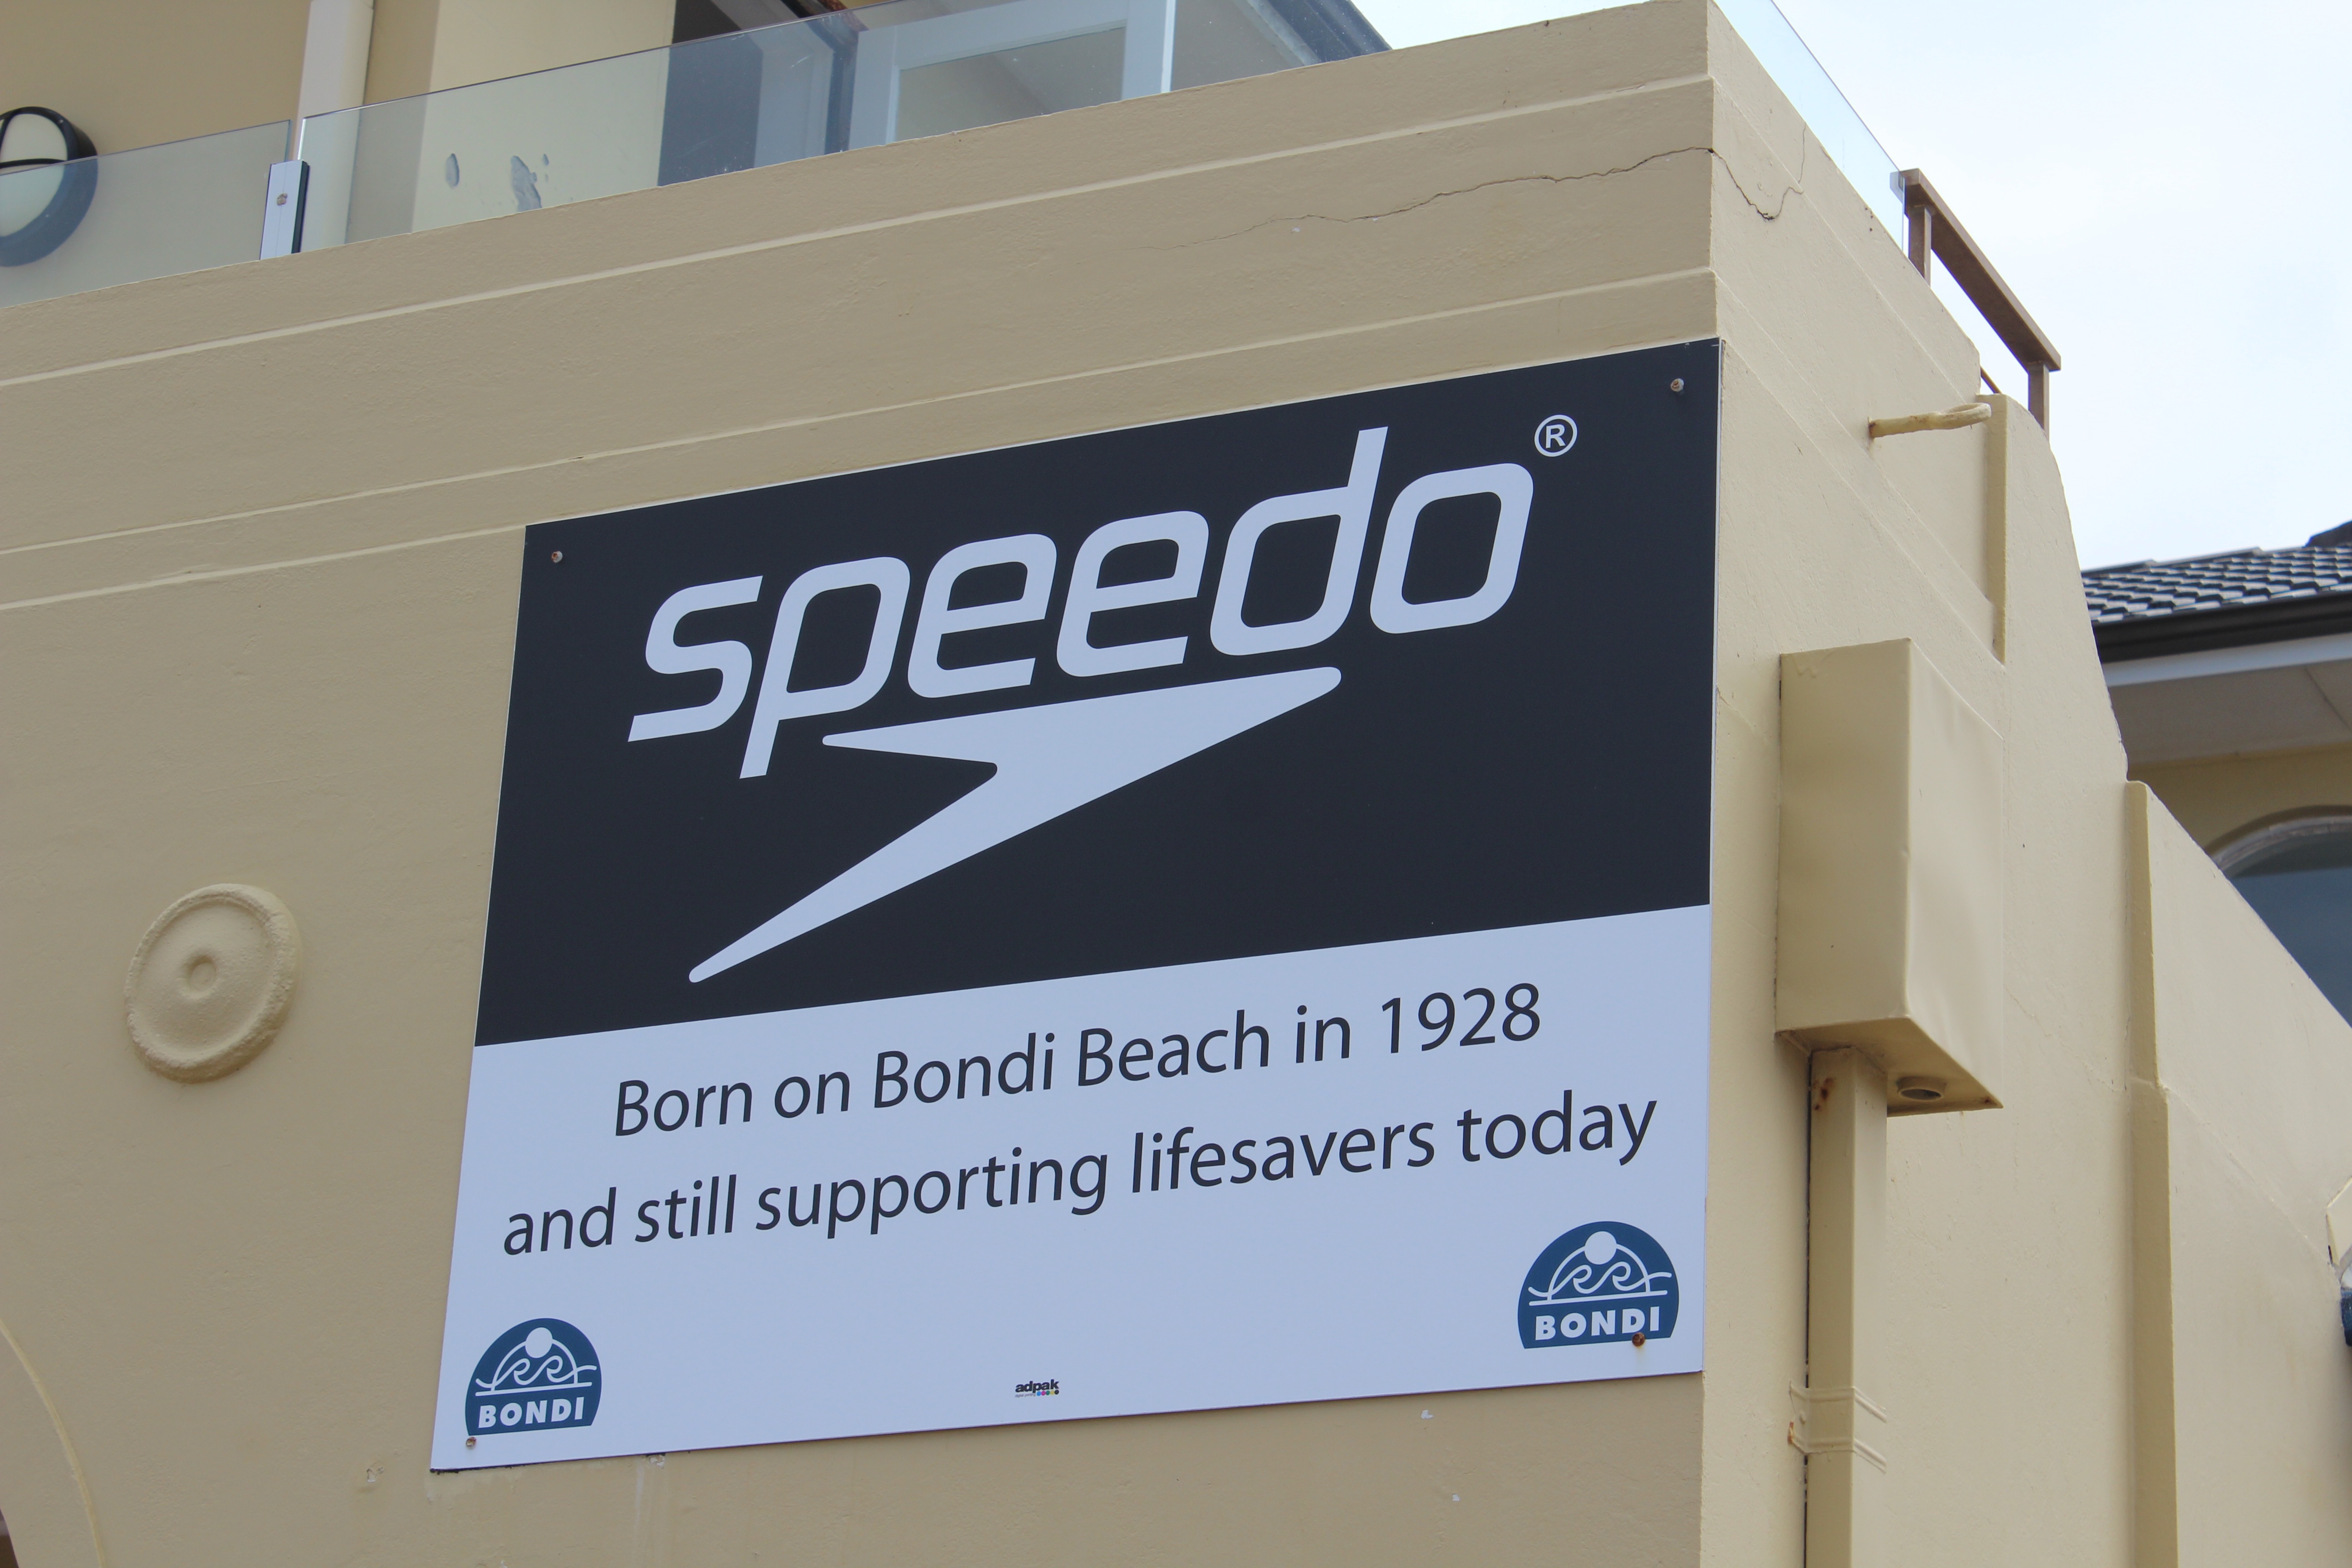 speedo®
Born on Bondi Beach in 1928
and still supporting lifesavers today
BONDI
BONDI
adpak